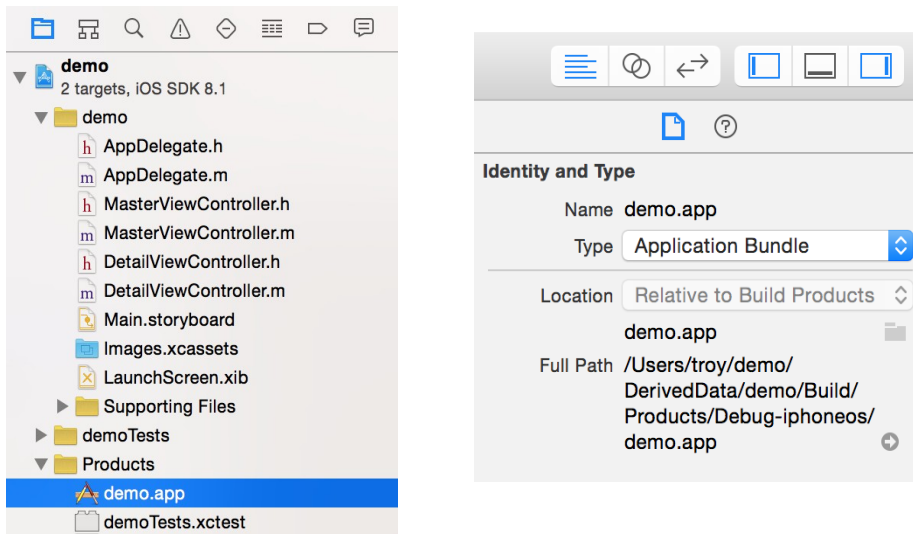 demo
2 targets, iOS SDK 8.1
demo
h AppDelegate.h
m AppDelegate.m
h MasterViewController.h
m MasterViewController.m
h DetailViewController.h
m DetailViewController.m
Main.storyboard
Images.xcassets
LaunchScreen.xib
Supporting Files
demoTests
Products
demo.app
demoTests.xctest
?
Identity and Type
Name demo.app
Type Application Bundle
Location Relative to Build Products
demo.app
Full Path /Users/troy/demo/
DerivedData/demo/Build/
Products/Debug-iphoneos/
demo.app